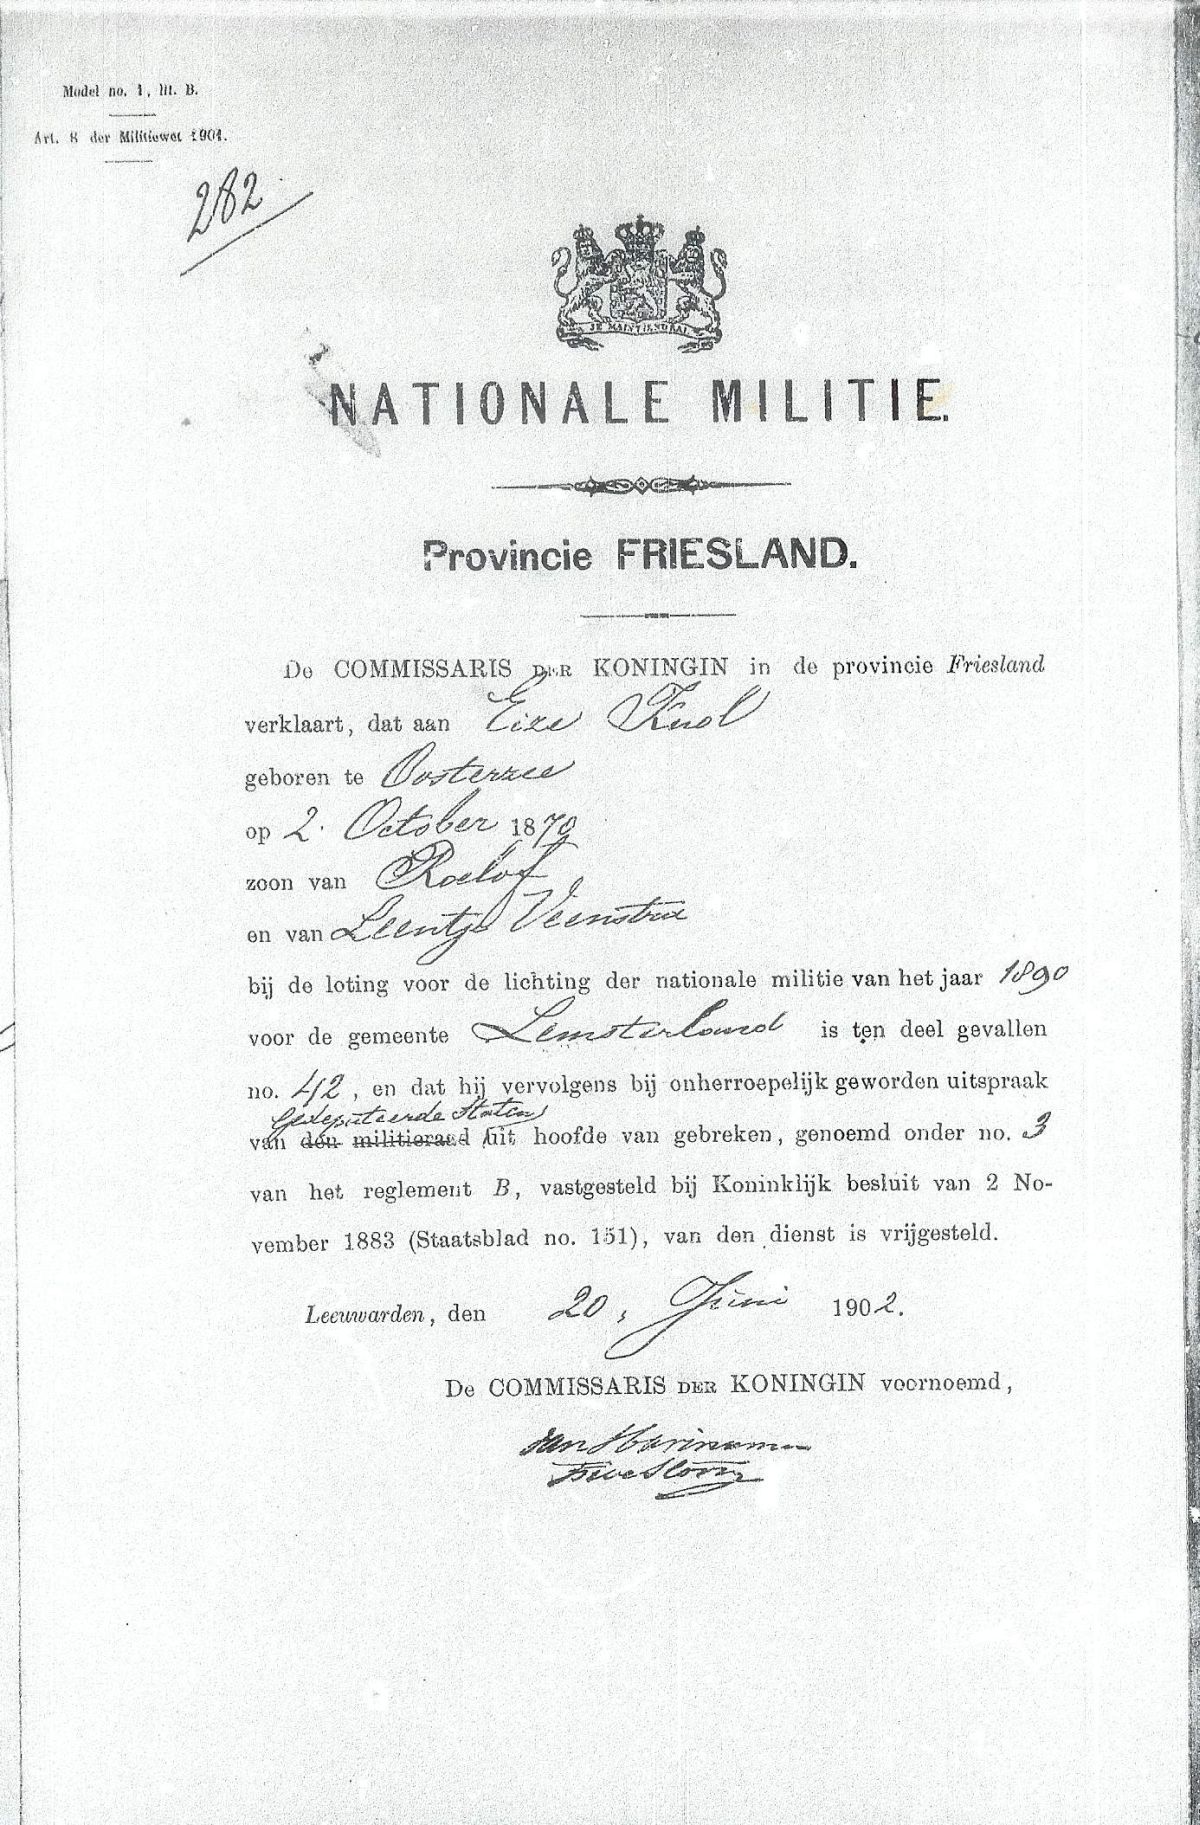 Model no. 1, lit. B.
Art. 8 der Militiewet 1901.
282
JE MAINTIENDRAI
NATIONALE MILITIE.
Provincie FRIESLAND.
De COMMISSARIS DER KONINGIN in de provincie Friesland
verklaart, dat aan Eize Knol
geboren te Oosterzee
op 2 October 1870
zoon van Roelof
en van Leentje Veenstra
bij de loting voor de lichting der nationale militie van het jaar 1890
voor de gemeente Lemsterland is ten deel gevallen
no. 42, en dat hij vervolgens bij onherroepelijk geworden uitspraak
Gedeputeerde Staten
van den militieraad uit hoofde van gebreken, genoemd onder no. 3
van het reglement B, vastgesteld bij Koninklijk besluit van 2 No-
vember 1883 (Staatsblad no. 151), van den dienst is vrijgesteld.
Leeuwarden, den 20 Juni 1902.
De COMMISSARIS DER KONINGIN voornoemd,
van Harinxma